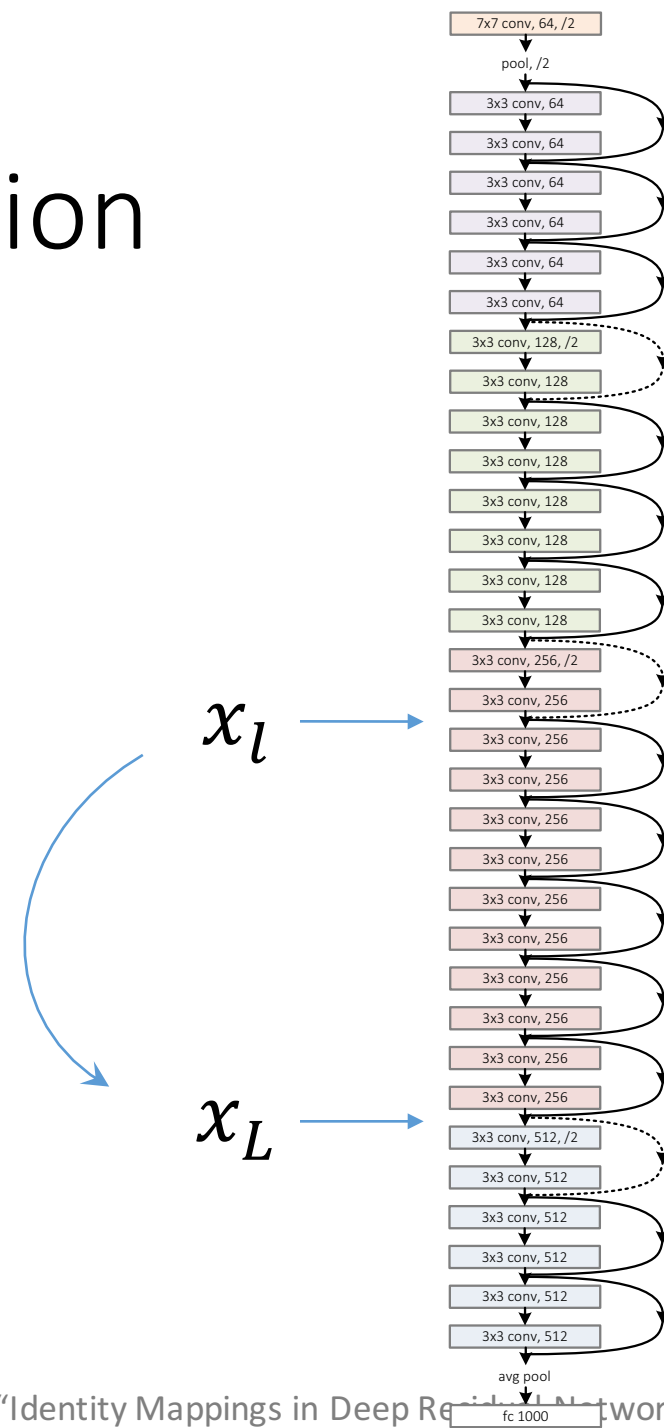 ion
7x7 conv, 64, /2
pool, /2
3x3 conv, 64
3x3 conv, 64
3x3 conv, 64
3x3 conv, 64
3x3 conv, 64
3x3 conv, 64
3x3 conv, 128, /2
3x3 conv, 128
3x3 conv, 128
3x3 conv, 128
3x3 conv, 128
3x3 conv, 128
3x3 conv, 128
3x3 conv, 128
3x3 conv, 256, /2
3x3 conv, 256
x_l
3x3 conv, 256
3x3 conv, 256
3x3 conv, 256
3x3 conv, 256
3x3 conv, 256
3x3 conv, 256
3x3 conv, 256
3x3 conv, 256
3x3 conv, 256
3x3 conv, 256
x_L
3x3 conv, 512, /2
3x3 conv, 512
3x3 conv, 512
3x3 conv, 512
3x3 conv, 512
3x3 conv, 512
avg pool
"Identity Mappings in Deep Residual Networ
fc 1000